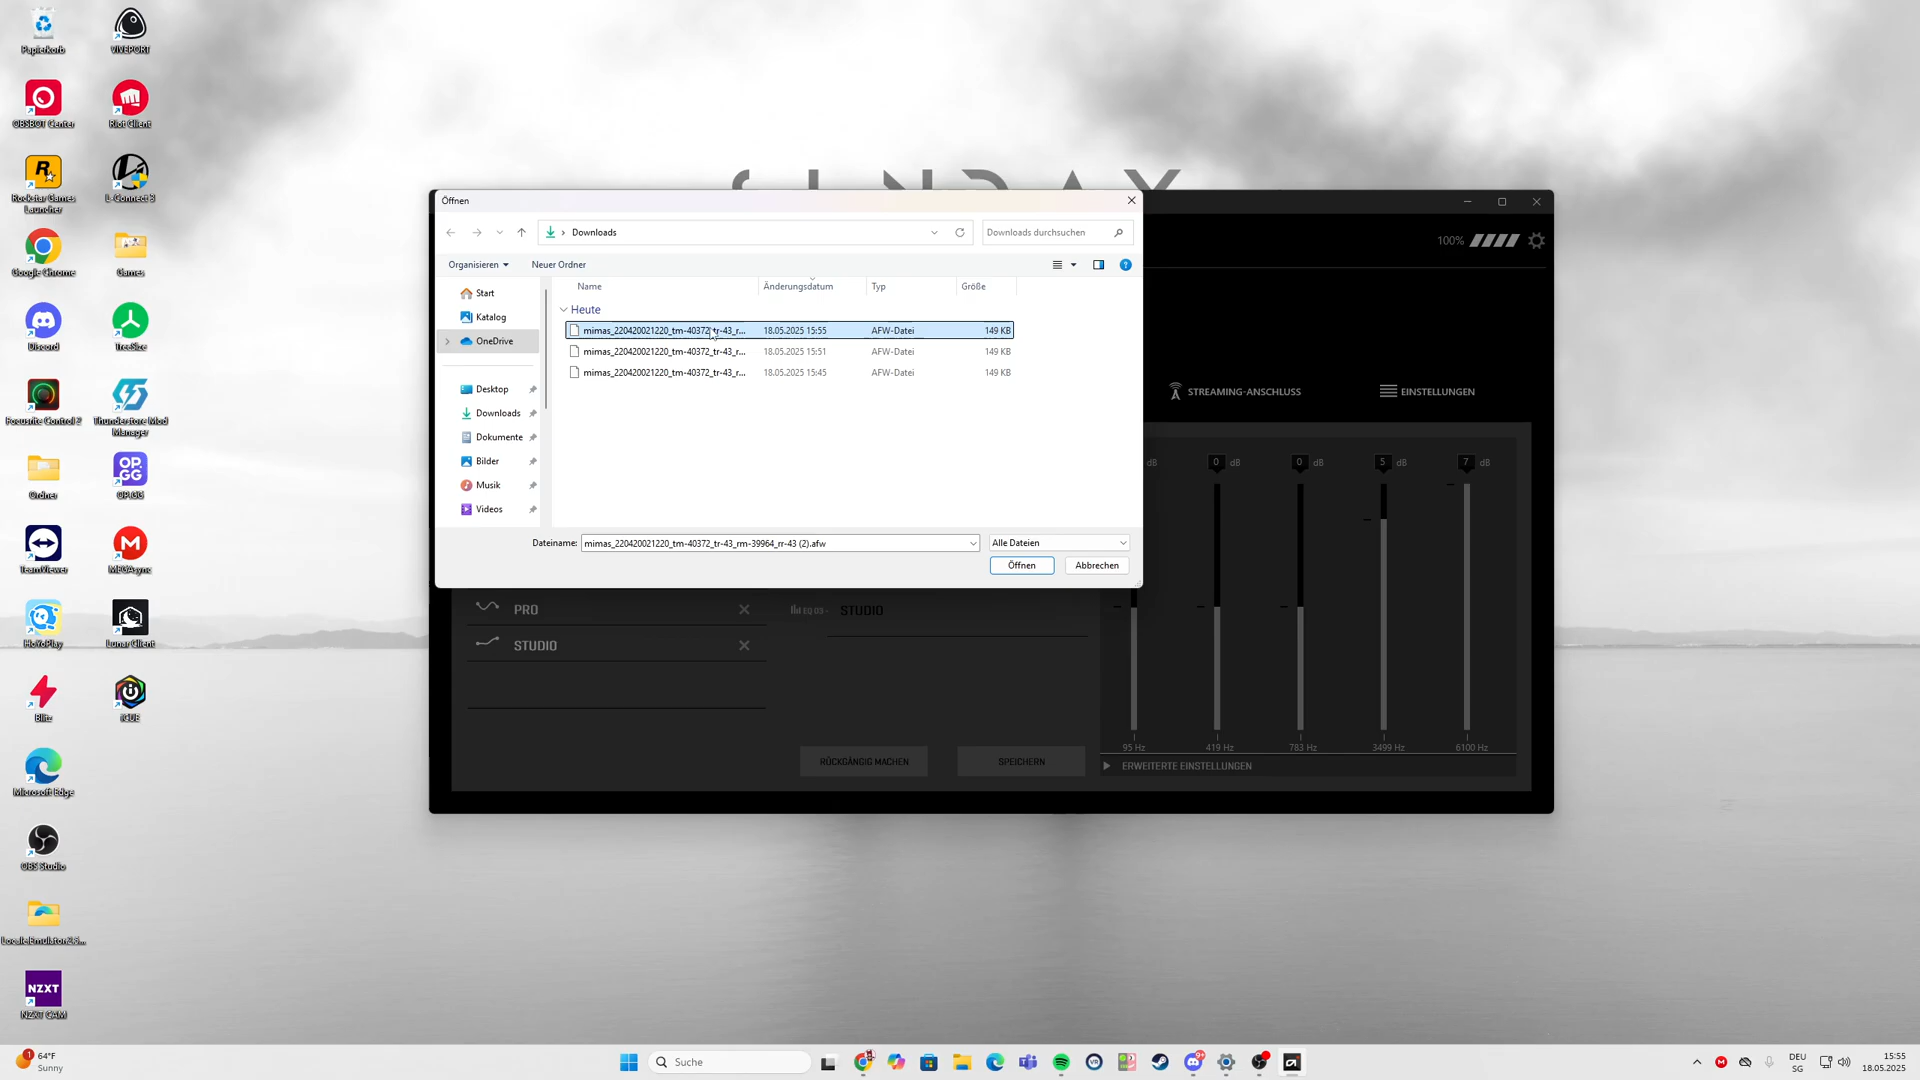 Papierkorb
VIVEPORT
OBSBOT Center
Riot Client
Rockstar Games
Launcher
L-Connect 3
Google Chrome
Games
Discord
TreeSize
Focusrite Control 2
Thunderstore Mod
Manager
Ordner
OP.GG
TeamViewer
MEGAsync
HoYoPlay
Lunar Client
Blitz
iCUE
Microsoft Edge
OBS Studio
LocaleEmulator2.5...
NZXT
NZXT CAM
Öffnen
Downloads
Downloads durchsuchen
Organisieren
Neuer Ordner
Name
Änderungsdatum
Typ
Größe
Start
Katalog
OneDrive
Desktop
Downloads
Dokumente
Bilder
Musik
Videos
Heute
mimas_220420021220_tm-40372_tr-43_r... 18.05.2025 15:55 AFW-Datei 149 KB
mimas_220420021220_tm-40372_tr-43_r... 18.05.2025 15:51 AFW-Datei 149 KB
mimas_220420021220_tm-40372_tr-43_r... 18.05.2025 15:45 AFW-Datei 149 KB
Dateiname: mimas_220420021220_tm-40372_tr-43_rm-39964_rr-43 (2).afw
Alle Dateien
Öffnen
Abbrechen
100%
STREAMING-ANSCHLUSS
EINSTELLUNGEN
dB 0 dB 0 dB 5 dB 7 dB
PRO
EQ 03 - STUDIO
STUDIO
95 Hz 419 Hz 783 Hz 3499 Hz 6100 Hz
RÜCKGÄNGIG MACHEN
SPEICHERN
ERWEITERTE EINSTELLUNGEN
1
64°F
Sunny
Suche
DEU
SG
15:55
18.05.2025